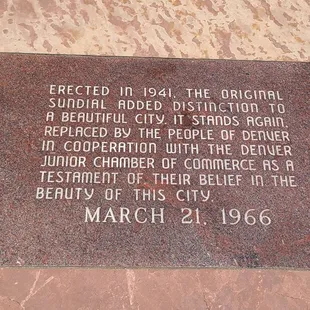 ERECTED IN 1941, THE ORIGINAL
SUNDIAL ADDED DISTINCTION TO
A BEAUTIFUL CITY. IT STANDS AGAIN,
REPLACED BY THE PEOPLE OF DENVER
IN COOPERATION WITH THE DENVER
JUNIOR CHAMBER OF COMMERCE AS A
TESTAMENT OF THEIR BELIEF IN THE
BEAUTY OF THIS CITY.
MARCH 21, 1966